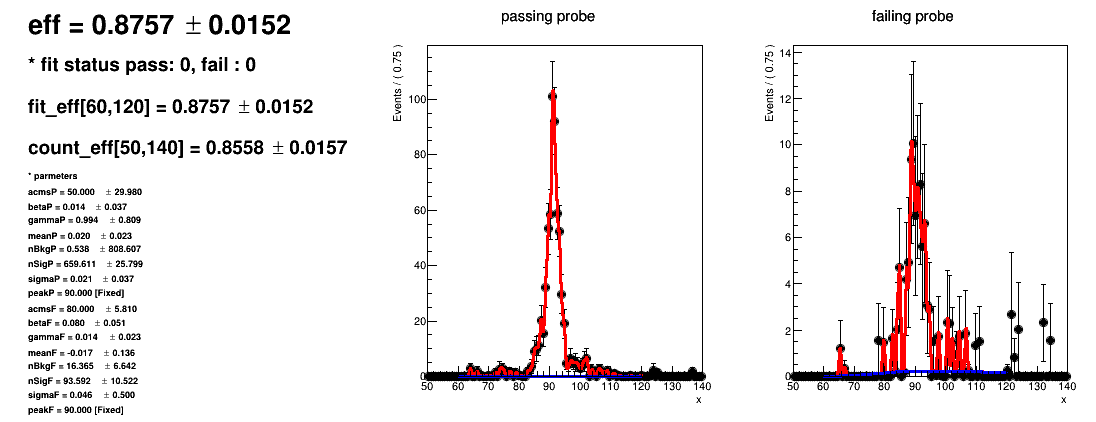 eff = 0.8757 ± 0.0152
* fit status pass: 0, fail : 0
fit_eff[60,120] = 0.8757 ± 0.0152
count_eff[50,140] = 0.8558 ± 0.0157
* parmeters
acmsP = 50.000 ± 29.980
betaP = 0.014 ± 0.037
gammaP = 0.994 ± 0.809
meanP = 0.020 ± 0.023
nBkgP = 0.538 ± 808.607
nSigP = 659.611 ± 25.799
sigmaP = 0.021 ± 0.037
peakP = 90.000 [Fixed]
acmsF = 80.000 ± 5.810
betaF = 0.080 ± 0.051
gammaF = 0.014 ± 0.023
meanF = -0.017 ± 0.136
nBkgF = 16.365 ± 6.642
nSigF = 93.592 ± 10.522
sigmaF = 0.046 ± 0.500
peakF = 90.000 [Fixed]
passing probe
Events / ( 0.75 )
100
80
60
40
20
0
50 60 70 80 90 100 110 120 130 140
x
failing probe
Events / ( 0.75 )
14
12
10
8
6
4
2
0
50 60 70 80 90 100 110 120 130 140
x